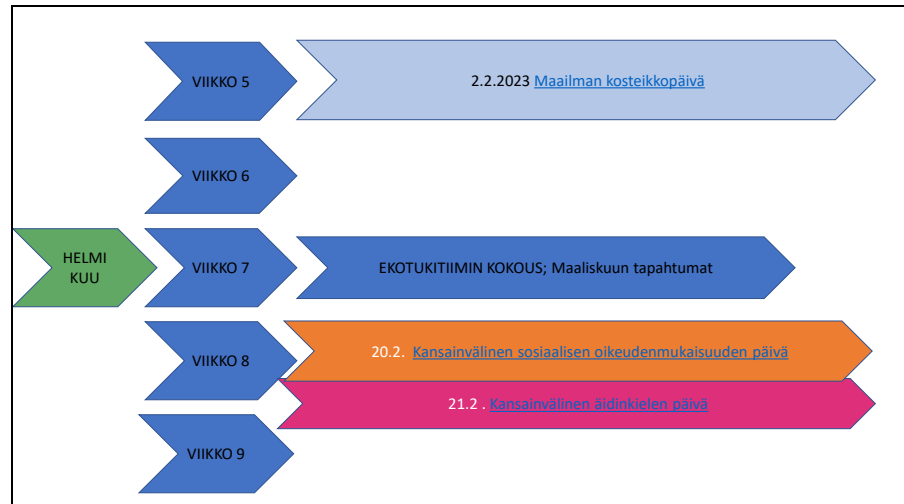 VIIKKO 5
2.2.2023 Maailman kosteikkopäivä
VIIKKO 6
HELMI
KUU
VIIKKO 7
EKOTUKITIIMIN KOKOUS; Maaliskuun tapahtumat
VIIKKO 8
20.2. Kansainvälinen sosiaalisen oikeudenmukaisuuden päivä
21.2 . Kansainvälinen äidinkielen päivä
VIIKKO 9